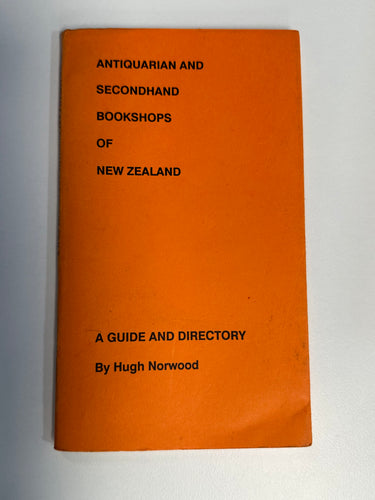 ANTIQUARIAN AND
SECONDHAND
BOOKSHOPS
OF
NEW ZEALAND
A GUIDE AND DIRECTORY
By Hugh Norwood